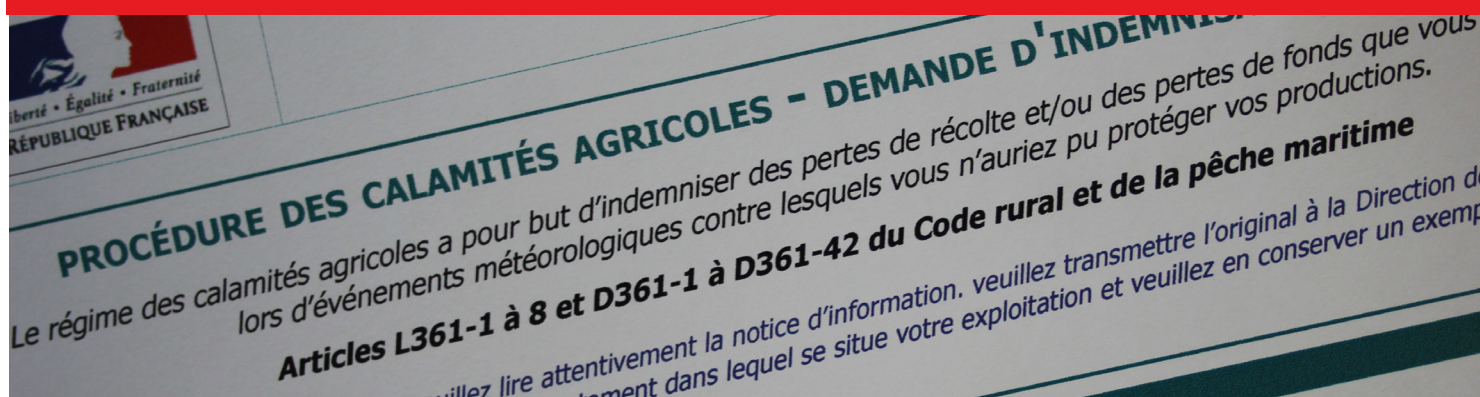 Liberté • Égalité • Fraternité
RÉPUBLIQUE FRANÇAISE
PROCÉDURE DES CALAMITÉS AGRICOLES - DEMANDE
Le régime des calamités agricoles a pour but d'indemniser des pertes de récolte et/ou des pertes de fonds que vous
lors d'événements météorologiques contre lesquels vous n'auriez pu protéger vos productions.
Articles L361-1 à 8 et D361-1 à D361-42 du Code rural et de la pêche maritime
lire attentivement la notice d'information. veuillez transmettre l'original à la Direction
dans lequel se situe votre exploitation et veuillez en conserver un